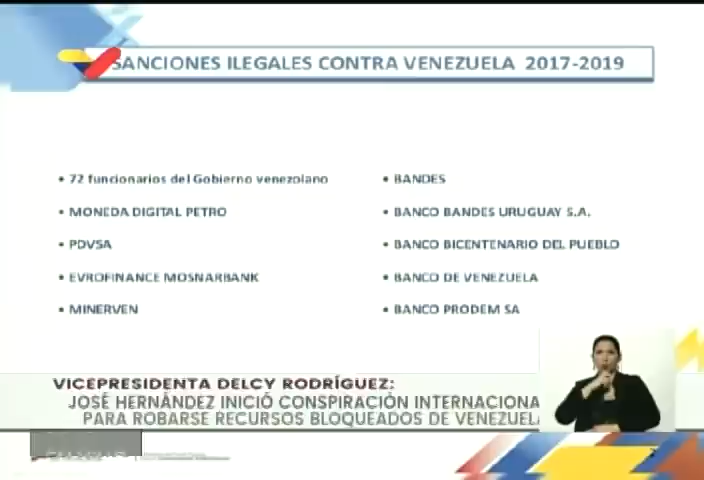 SANCIONES ILEGALES CONTRA VENEZUELA 2017-2019
• 72 funcionarios del Gobierno venezolano
• MONEDA DIGITAL PETRO
• PDVSA
• EVROFINANCE MOSNARBANK
• MINERVEN
• BANDES
• BANCO BANDES URUGUAY S.A.
• BANCO BICENTENARIO DEL PUEBLO
• BANCO DE VENEZUELA
• BANCO PRODEM SA
VICEPRESIDENTA DELCY RODRÍGUEZ:
JOSÉ HERNÁNDEZ INICIÓ CONSPIRACIÓN INTERNACIONA
PARA ROBARSE RECURSOS BLOQUEADOS DE VENEZUEL